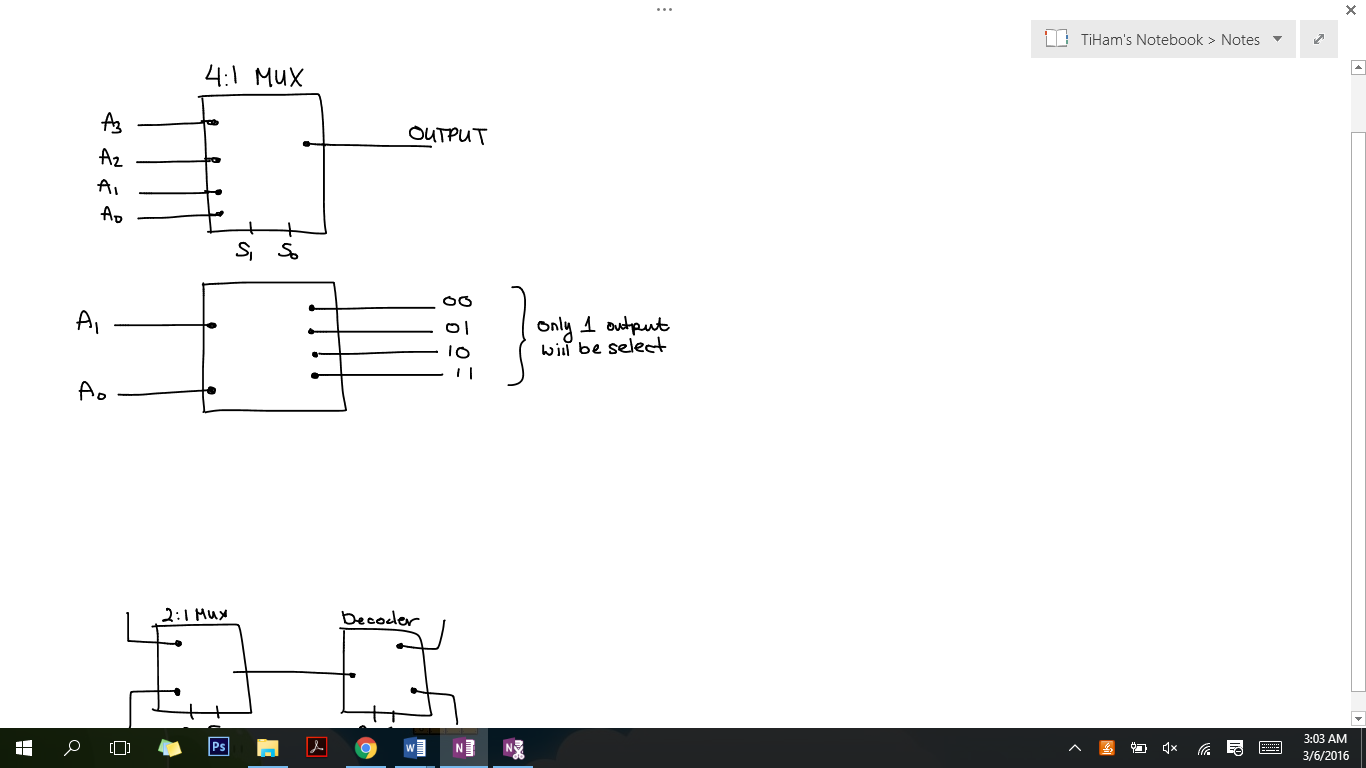 TiHam's Notebook > Notes
4:1 MUX
A3
A2
A1
A0
OUTPUT
S1 S0
A1
A0
00
01
10
11
only 1 output
will be select
2:1 Mux
Decoder
Ps
W
N
N
3:03 AM
3/6/2016